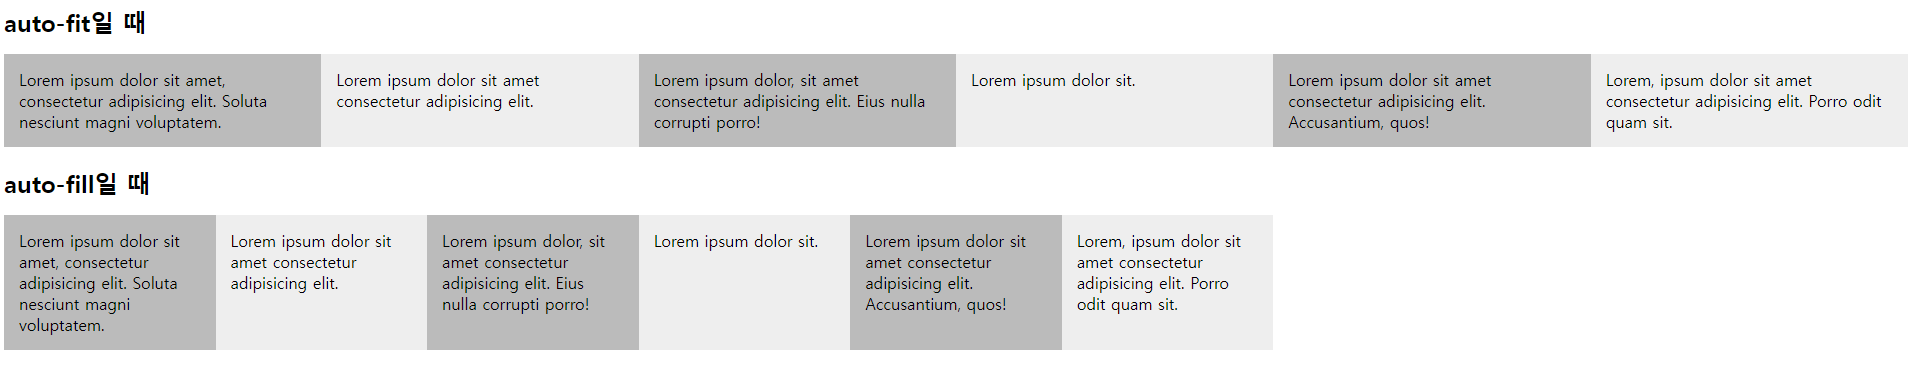 auto-fit일 때
Lorem ipsum dolor sit amet,
consectetur adipisicing elit. Soluta
nesciunt magni voluptatem.
Lorem ipsum dolor sit amet
consectetur adipisicing elit.
Lorem ipsum dolor, sit amet
consectetur adipisicing elit. Eius nulla
corrupti porro!
Lorem ipsum dolor sit.
Lorem ipsum dolor sit amet
consectetur adipisicing elit.
Accusantium, quos!
Lorem, ipsum dolor sit amet
consectetur adipisicing elit. Porro odit
quam sit.
auto-fill일 때
Lorem ipsum dolor sit
amet, consectetur
adipisicing elit. Soluta
nesciunt magni
voluptatem.
Lorem ipsum dolor sit
amet consectetur
adipisicing elit.
Lorem ipsum dolor, sit
amet consectetur
adipisicing elit. Eius
nulla corrupti porro!
Lorem ipsum dolor sit.
Lorem ipsum dolor sit
amet consectetur
adipisicing elit.
Accusantium, quos!
Lorem, ipsum dolor sit
amet consectetur
adipisicing elit. Porro
odit quam sit.